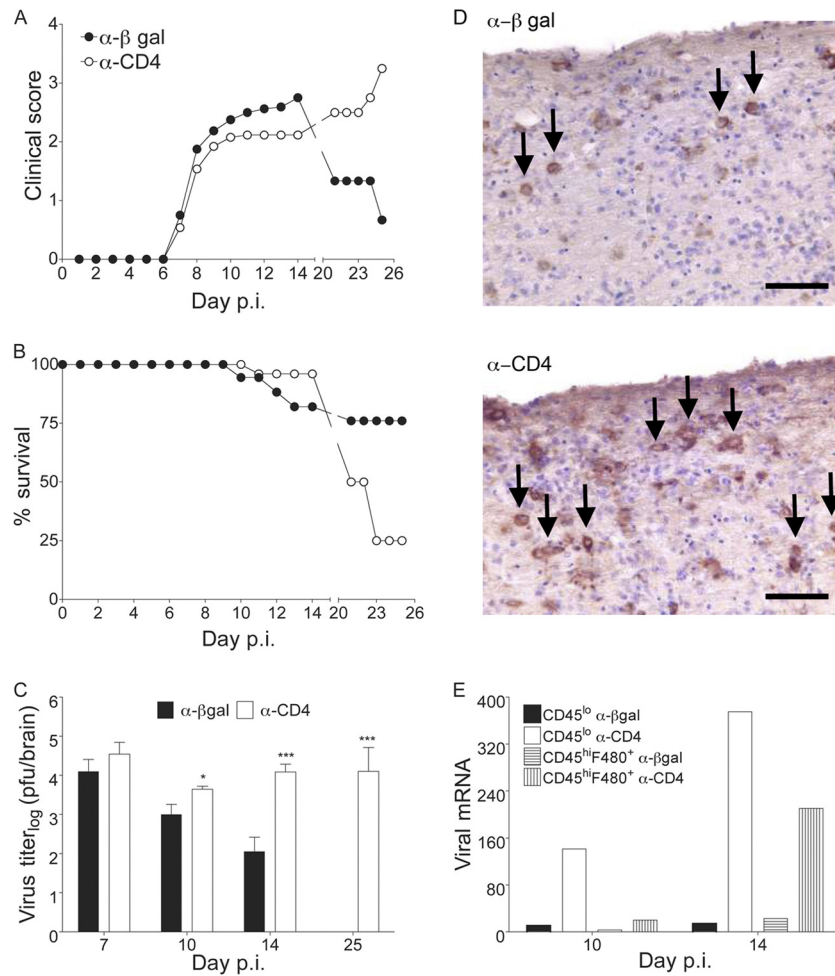 A
4
3
2
1
0
Clinical score
α-β gal
α-CD4
0 2 4 6 8 10 12 14 20 23 26
Day p.i.
B
100
75
50
25
0
% survival
0 2 4 6 8 10 12 14 20 23 26
Day p.i.
C
6
5
4
3
2
1
0
Virus titer log (pfu/brain)
α-βgal α-CD4
* *** ***
7 10 14 25
Day p.i.
D
α–β gal
α–CD4
E
400
320
240
160
80
0
Viral mRNA
CD45lo α-βgal
CD45lo α-CD4
CD45hiF480+ α-βgal
CD45hiF480+ α-CD4
10 14
Day p.i.